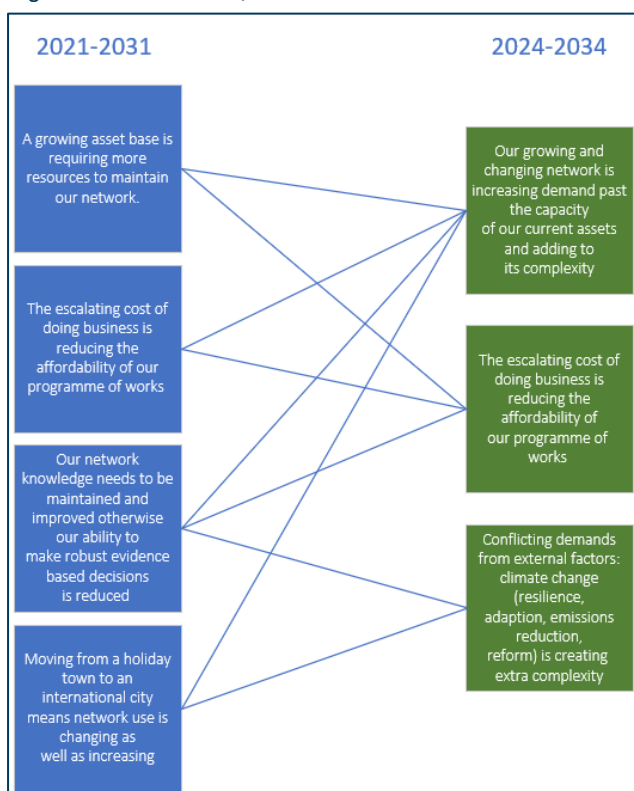 2021-2031
A growing asset base is
requiring more
resources to maintain
our network.
The escalating cost of
doing business is
reducing the
affordability of our
programme of works
Our network
knowledge needs to be
maintained and
improved otherwise
our ability to
make robust evidence
based decisions
is reduced
Moving from a holiday
town to an
international city
means network use is
changing as
well as increasing
2024-2034
Our growing and
changing network is
increasing demand past
the capacity
of our current assets
and adding to
its complexity
The escalating cost of
doing business is
reducing the
affordability of
our programme of
works
Conflicting demands
from external factors:
climate change
(resilience,
adaption, emissions
reduction,
reform) is creating
extra complexity